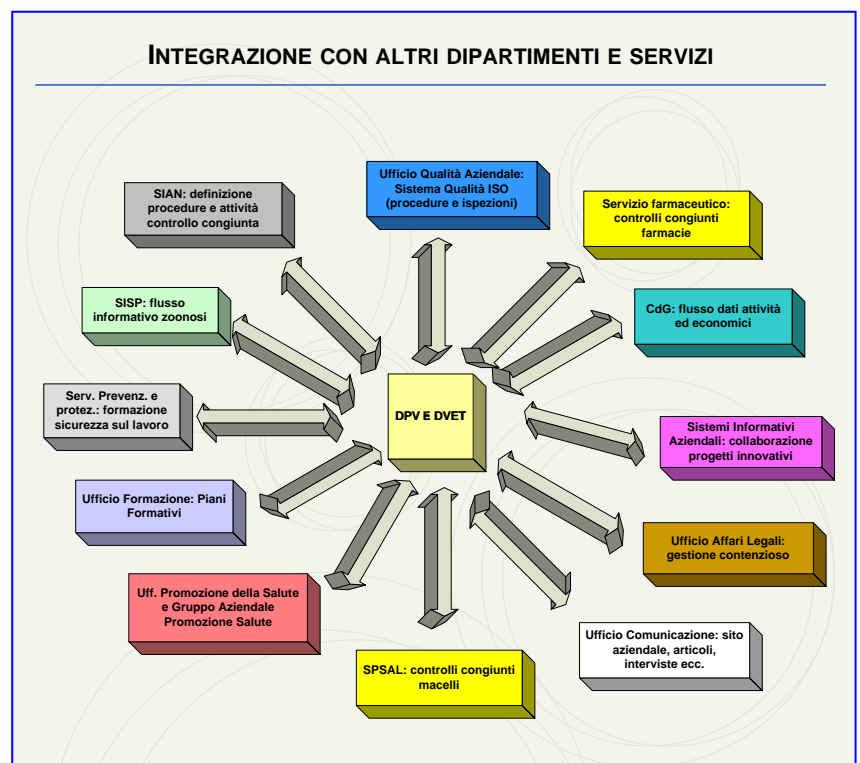 INTEGRAZIONE CON ALTRI DIPARTIMENTI E SERVIZI
Ufficio Qualità Aziendale:
Sistema Qualità ISO
(procedure e ispezioni)
SIAN: definizione
procedure e attività
controllo congiunta
Servizio farmaceutico:
controlli congiunti
farmacie
SISP: flusso
informativo zoonosi
CdG: flusso dati attività
ed economici
Serv. Prevenz. e
protez.: formazione
sicurezza sul lavoro
DPV E DVET
Sistemi Informativi
Aziendali: collaborazione
progetti innovativi
Ufficio Formazione: Piani
Formativi
Ufficio Affari Legali:
gestione contenzioso
Uff. Promozione della Salute
e Gruppo Aziendale
Promozione Salute
Ufficio Comunicazione: sito
aziendale, articoli,
interviste ecc.
SPSAL: controlli congiunti
macelli